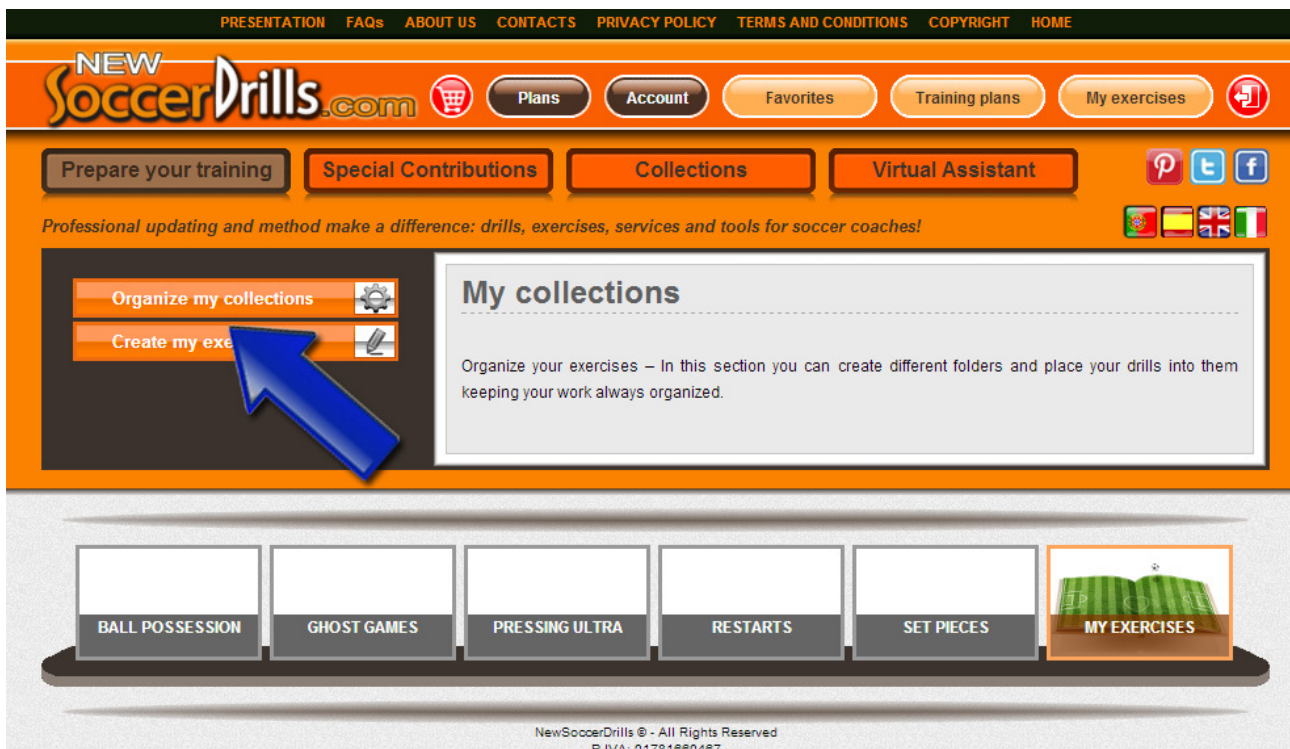 PRESENTATION FAQs ABOUT US CONTACTS PRIVACY POLICY TERMS AND CONDITIONS COPYRIGHT HOME
NEW
SoccerDrills.com
Plans Account Favorites Training plans My exercises
Prepare your training Special Contributions Collections Virtual Assistant
Professional updating and method make a difference: drills, exercises, services and tools for soccer coaches!
Organize my collections
Create my exe
My collections
Organize your exercises – In this section you can create different folders and place your drills into them
keeping your work always organized.
BALL POSSESSION GHOST GAMES PRESSING ULTRA RESTARTS SET PIECES MY EXERCISES
NewSoccerDrills © - All Rights Reserved